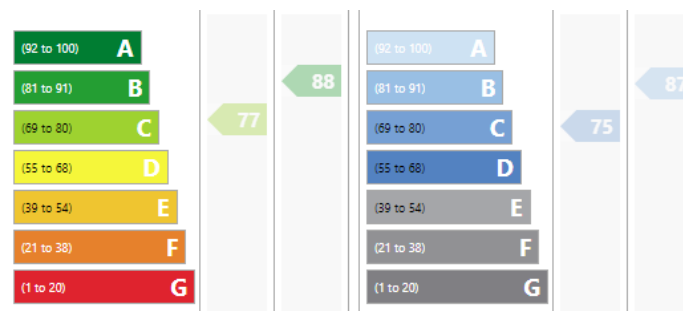 (92 to 100) A
(81 to 91) B
(69 to 80) C
(55 to 68) D
(39 to 54) E
(21 to 38) F
(1 to 20) G
77
88
(92 to 100) A
(81 to 91) B
(69 to 80) C
(55 to 68) D
(39 to 54) E
(21 to 38) F
(1 to 20) G
75
87